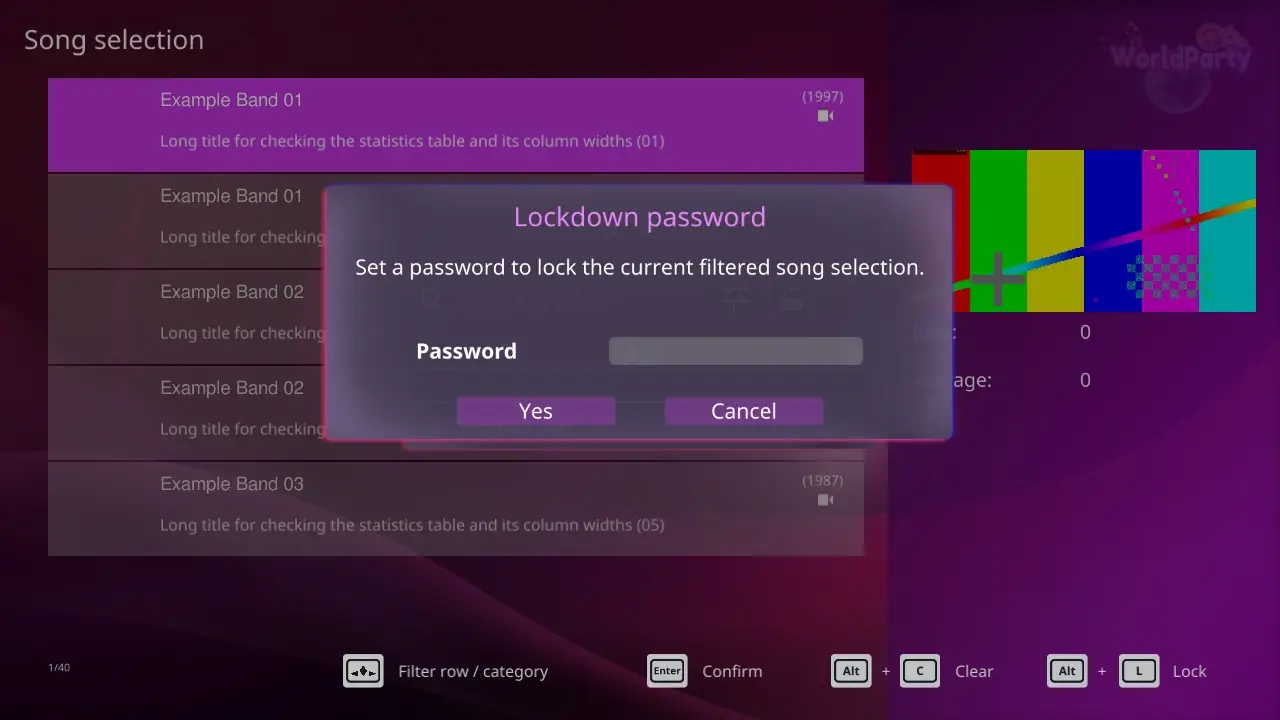 Song selection
WorldParty
Example Band 01
(1997)
Long title for checking the statistics table and its column widths (01)
Example Band 01
Long title for checking
Example Band 02
Long title for checking
Example Band 02
Long title for checking
Example Band 03
(1987)
Long title for checking the statistics table and its column widths (05)
Lockdown password
Set a password to lock the current filtered song selection.
Password
Yes
Cancel
0
age:
0
1/40
Filter row / category
Enter
Confirm
Alt + C
Clear
Alt + L
Lock